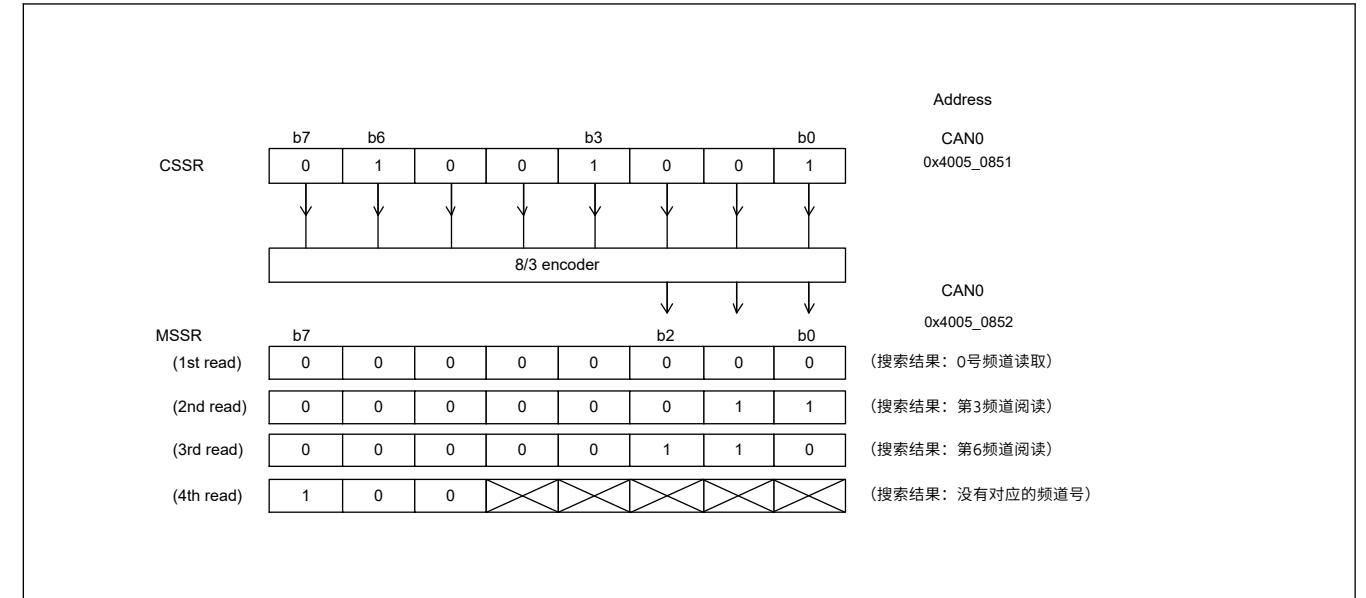 Address
b7 b6 b3 b0 CAN0
CSSR 0 1 0 0 1 0 0 1 0x4005_0851
8/3 encoder
CAN0
0x4005_0852
MSSR b7 b2 b0
(1st read) 0 0 0 0 0 0 0 0 （搜索结果：0号频道读取）
(2nd read) 0 0 0 0 0 0 1 1 （搜索结果：第3频道阅读）
(3rd read) 0 0 0 0 0 1 1 0 （搜索结果：第6频道阅读）
(4th read) 1 0 0 （搜索结果：没有对应的频道号）